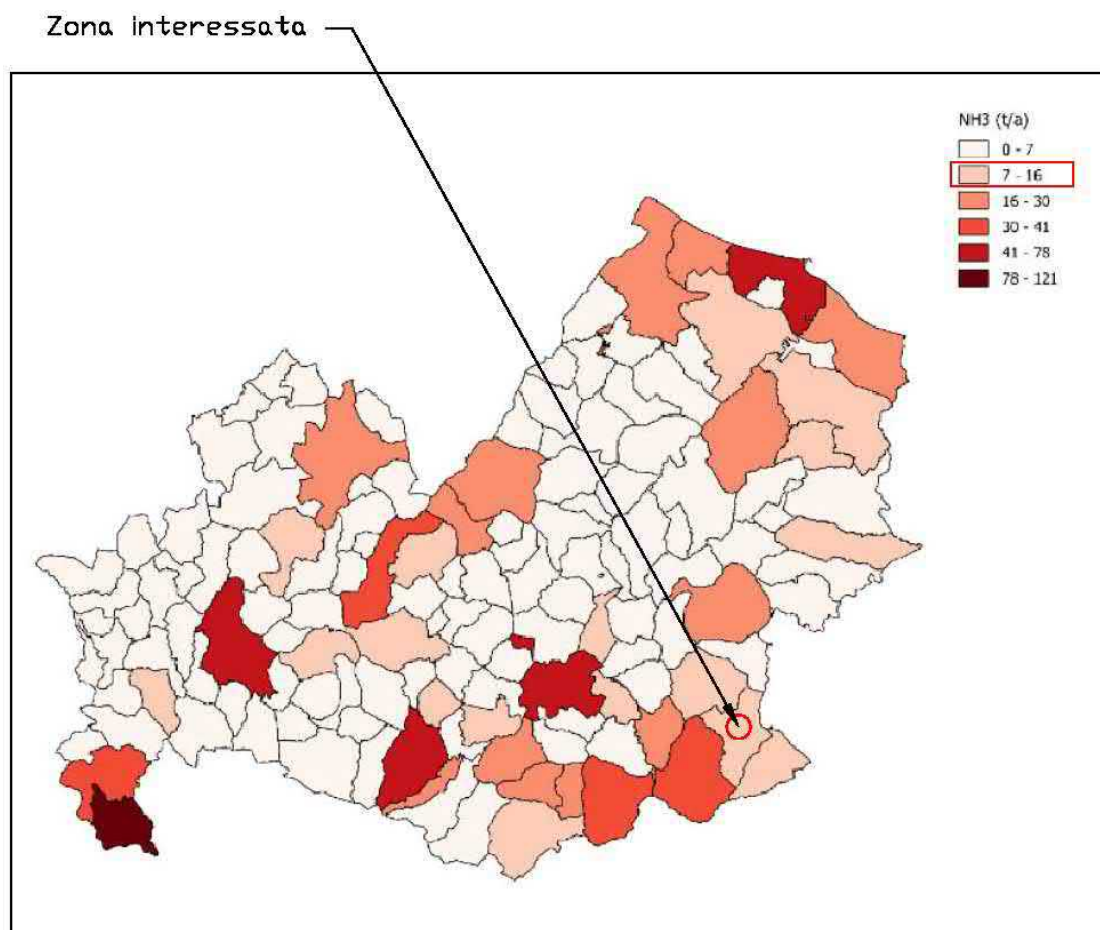 Zona interessata
NH3 (t/a)
0 - 7
7 - 16
16 - 30
30 - 41
41 - 78
78 - 121